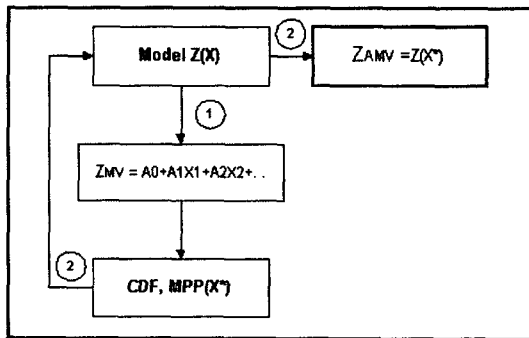 Model Z(X)
2
ZAMV =Z(X*)
1
ZMV = A0+A1X1+A2X2+. .
2
CDF, MPP(X*)